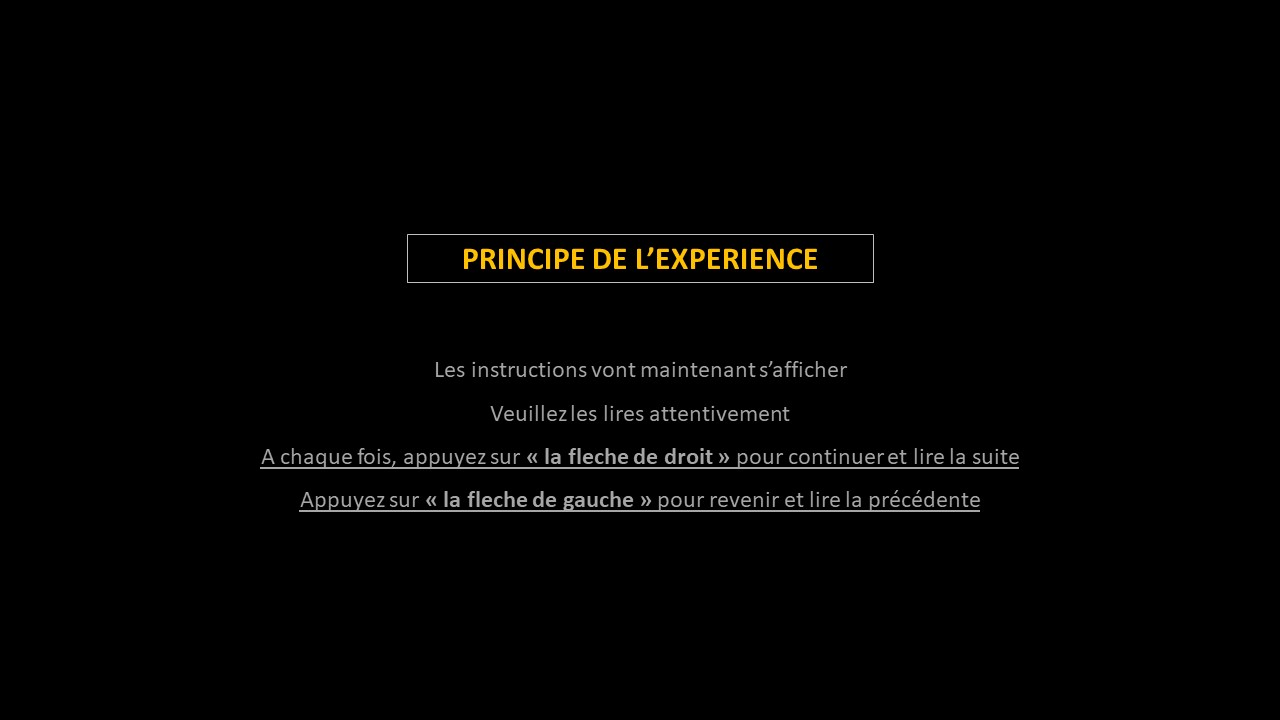 PRINCIPE DE L’EXPERIENCE
Les instructions vont maintenant s’afficher
Veuillez les lires attentivement
A chaque fois, appuyez sur « la fleche de droit » pour continuer et lire la suite
Appuyez sur « la fleche de gauche » pour revenir et lire la précédente